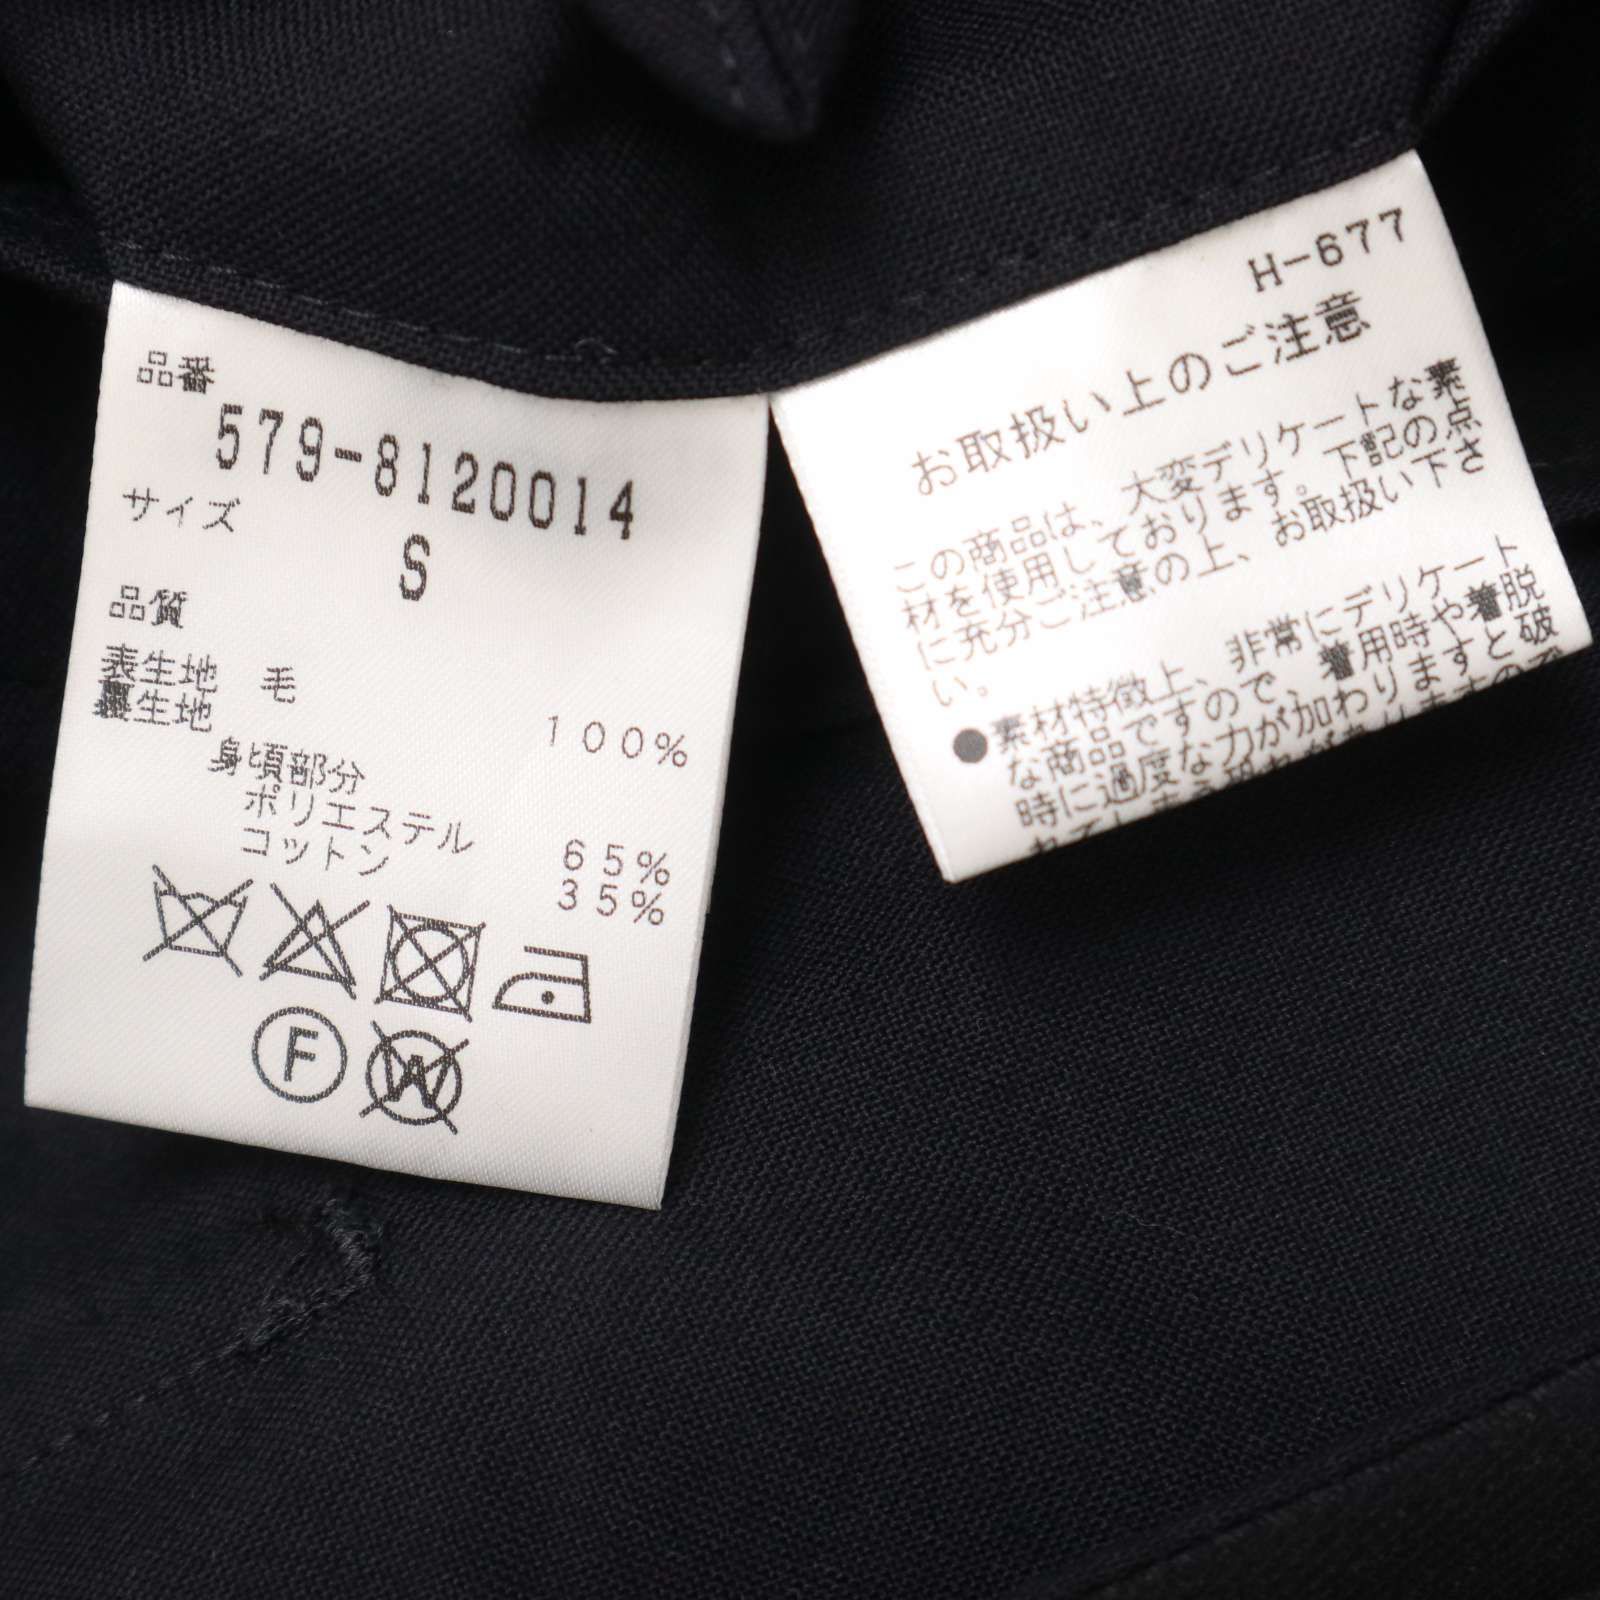 品番
579-8120014
サイズ
S
品質
表生地 毛
100%
裏生地
身頃部分
ポリエステル 65%
コットン 35%
F
W
H-677
お取扱い上のご注意
この商品は、大変デリケートな素
材を使用しております。下記の点
に充分ご注意の上、お取扱い下さ
い。
●素材特徴上、非常にデリケート
な商品ですので着用時や着脱
時に過度な力が加わりますと破